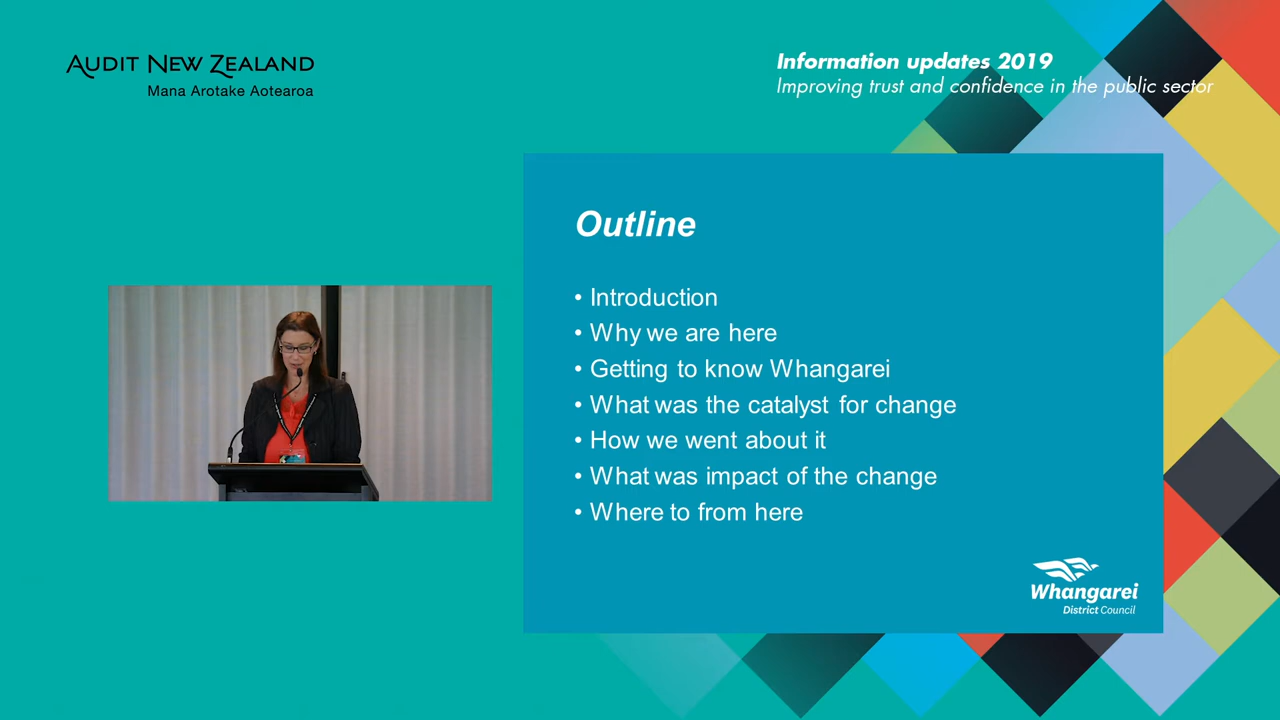 AUDIT NEW ZEALAND
Mana Arotake Aotearoa
Information updates 2019
Improving trust and confidence in the public sector
Outline
• Introduction
• Why we are here
• Getting to know Whangarei
• What was the catalyst for change
• How we went about it
• What was impact of the change
• Where to from here
Whangarei
District Council